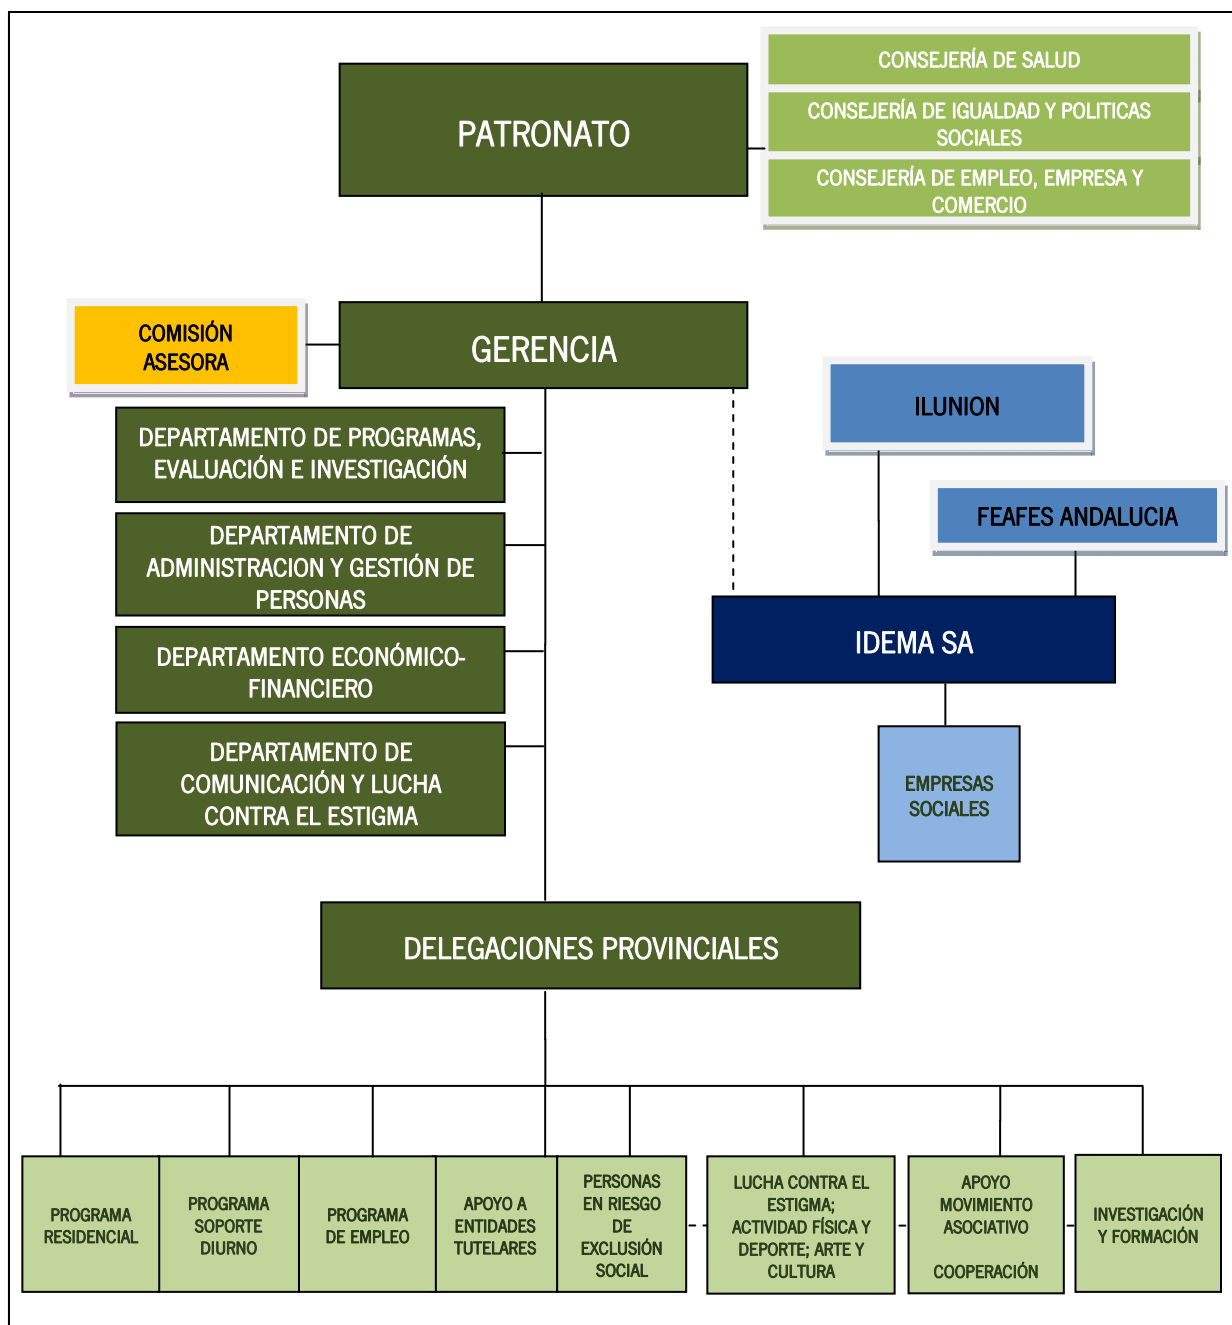 CONSEJERÍA DE SALUD
PATRONATO
CONSEJERÍA DE IGUALDAD Y POLITICAS
SOCIALES
CONSEJERÍA DE EMPLEO, EMPRESA Y
COMERCIO
COMISIÓN
ASESORA
GERENCIA
ILUNION
DEPARTAMENTO DE PROGRAMAS,
EVALUACIÓN E INVESTIGACIÓN
FEAFES ANDALUCIA
DEPARTAMENTO DE
ADMINISTRACION Y GESTIÓN DE
PERSONAS
IDEMA SA
DEPARTAMENTO ECONÓMICO-
FINANCIERO
DEPARTAMENTO DE
COMUNICACIÓN Y LUCHA
CONTRA EL ESTIGMA
EMPRESAS
SOCIALES
DELEGACIONES PROVINCIALES
PROGRAMA
RESIDENCIAL
PROGRAMA
SOPORTE
DIURNO
PROGRAMA
DE EMPLEO
APOYO A
ENTIDADES
TUTELARES
PERSONAS
EN RIESGO
DE
EXCLUSIÓN
SOCIAL
LUCHA CONTRA EL
ESTIGMA;
ACTIVIDAD FÍSICA Y
DEPORTE; ARTE Y
CULTURA
APOYO
MOVIMIENTO
ASOCIATIVO
COOPERACIÓN
INVESTIGACIÓN
Y FORMACIÓN